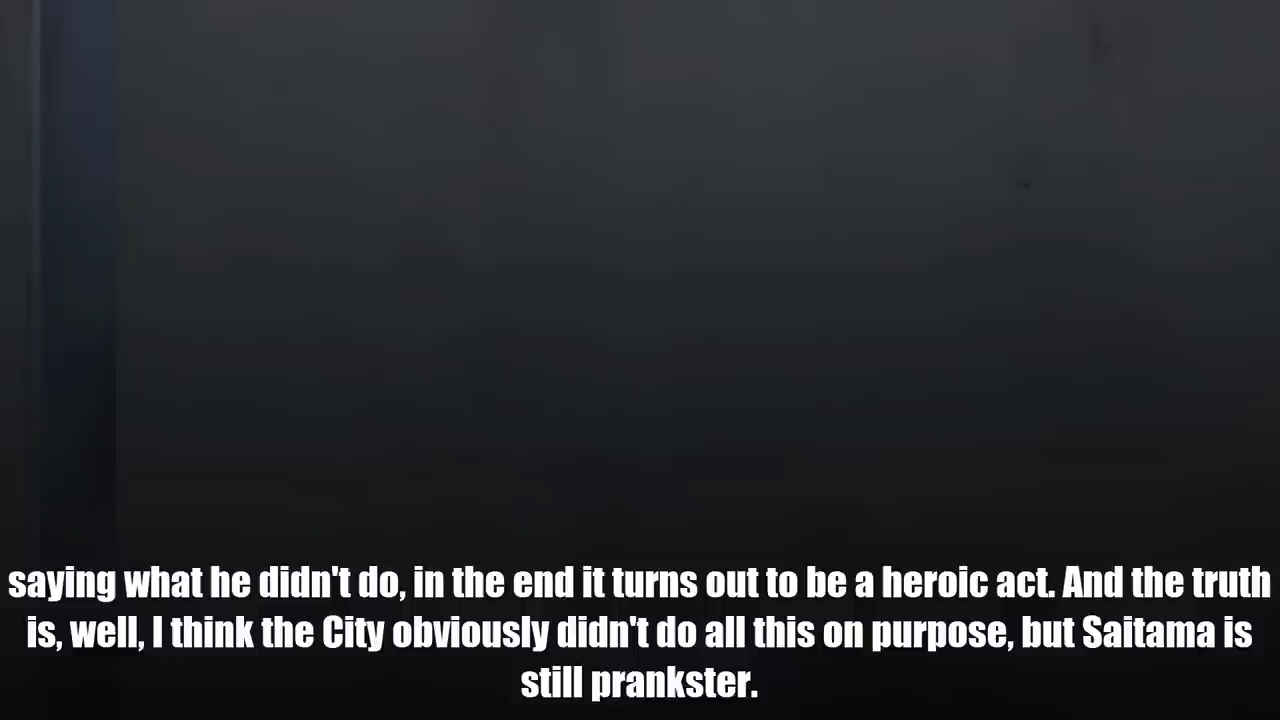 saying what he didn't do, in the end it turns out to be a heroic act. And the truth
is, well, I think the City obviously didn't do all this on purpose, but Saitama is
still prankster.